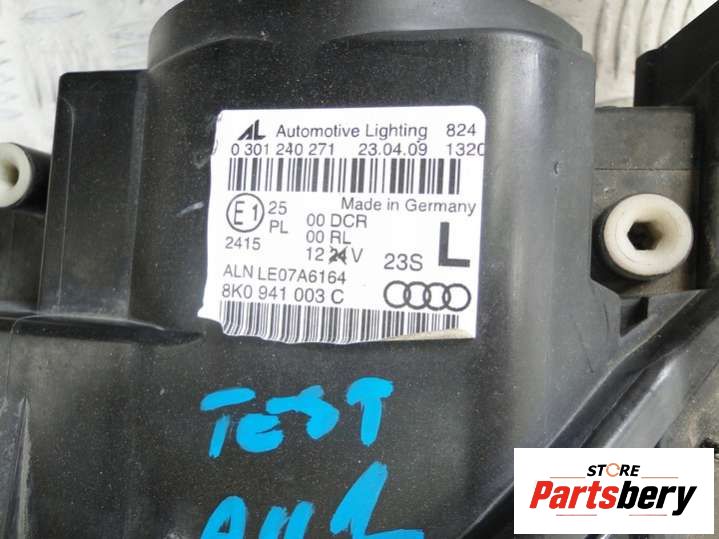 AL Automotive Lighting 824
0 301 240 271 23.04.09 1320
Made in Germany
E1 25 00 DCR
PL 00 RL
2415 12 24 V 23S L
ALN LE07A6164
8K0 941 003 C
TEST
STORE
Partsbery